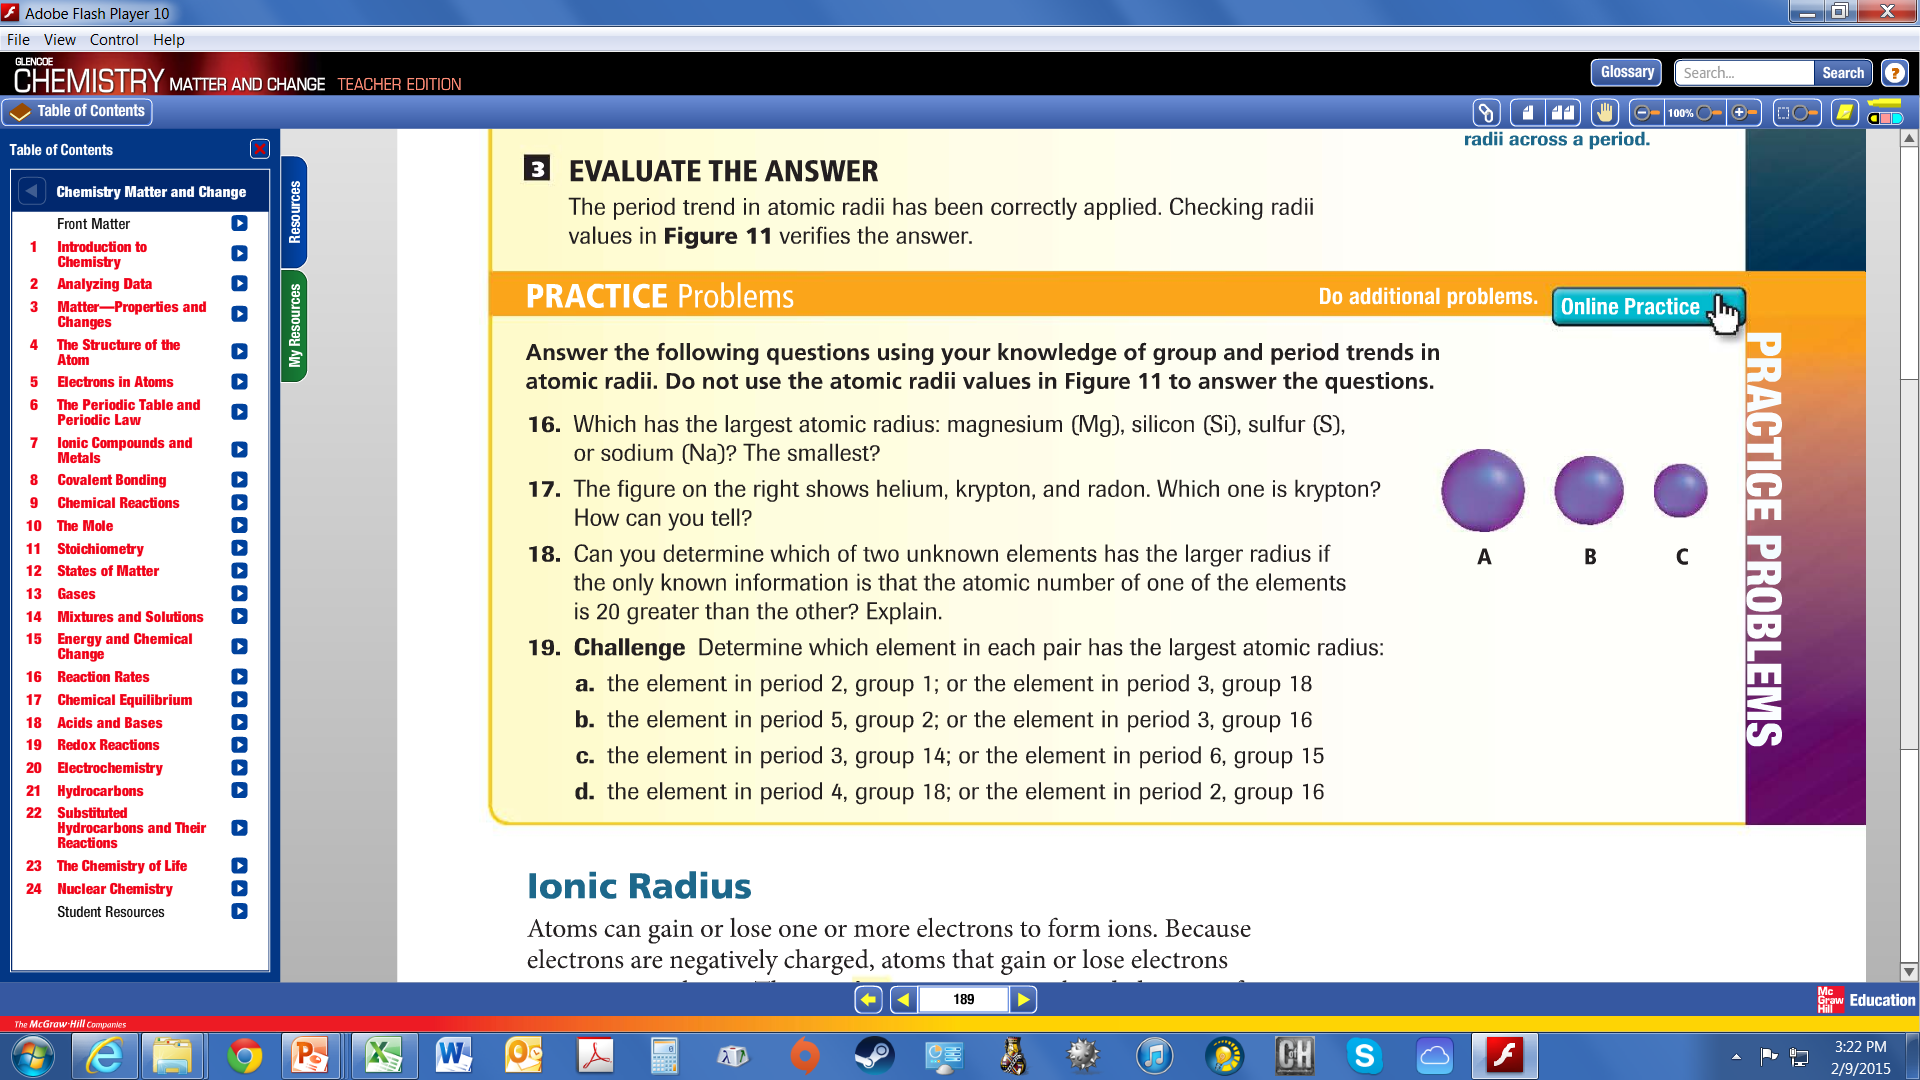 Adobe Flash Player 10
File View Control Help
GLENCOE
CHEMISTRY MATTER AND CHANGE TEACHER EDITION
Glossary
Search...
Search
?
Table of Contents
100%
Table of Contents
Chemistry Matter and Change
Front Matter
1 Introduction to
Chemistry
2 Analyzing Data
3 Matter—Properties and
Changes
4 The Structure of the
Atom
5 Electrons in Atoms
6 The Periodic Table and
Periodic Law
7 Ionic Compounds and
Metals
8 Covalent Bonding
9 Chemical Reactions
10 The Mole
11 Stoichiometry
12 States of Matter
13 Gases
14 Mixtures and Solutions
15 Energy and Chemical
Change
16 Reaction Rates
17 Chemical Equilibrium
18 Acids and Bases
19 Redox Reactions
20 Electrochemistry
21 Hydrocarbons
22 Substituted
Hydrocarbons and Their
Reactions
23 The Chemistry of Life
24 Nuclear Chemistry
Student Resources
Resources
My Resources
radii across a period.
3 EVALUATE THE ANSWER
The period trend in atomic radii has been correctly applied. Checking radii
values in Figure 11 verifies the answer.
PRACTICE Problems
Do additional problems.
Online Practice
Answer the following questions using your knowledge of group and period trends in
atomic radii. Do not use the atomic radii values in Figure 11 to answer the questions.
16. Which has the largest atomic radius: magnesium (Mg), silicon (Si), sulfur (S),
or sodium (Na)? The smallest?
17. The figure on the right shows helium, krypton, and radon. Which one is krypton?
How can you tell?
18. Can you determine which of two unknown elements has the larger radius if
the only known information is that the atomic number of one of the elements
is 20 greater than the other? Explain.
19. Challenge Determine which element in each pair has the largest atomic radius:
a. the element in period 2, group 1; or the element in period 3, group 18
b. the element in period 5, group 2; or the element in period 3, group 16
c. the element in period 3, group 14; or the element in period 6, group 15
d. the element in period 4, group 18; or the element in period 2, group 16
A B C
PRACTICE PROBLEMS
Ionic Radius
Atoms can gain or lose one or more electrons to form ions. Because
electrons are negatively charged, atoms that gain or lose electrons
189
Mc
Graw
Hill
Education
The McGraw-Hill Companies
3:22 PM
2/9/2015